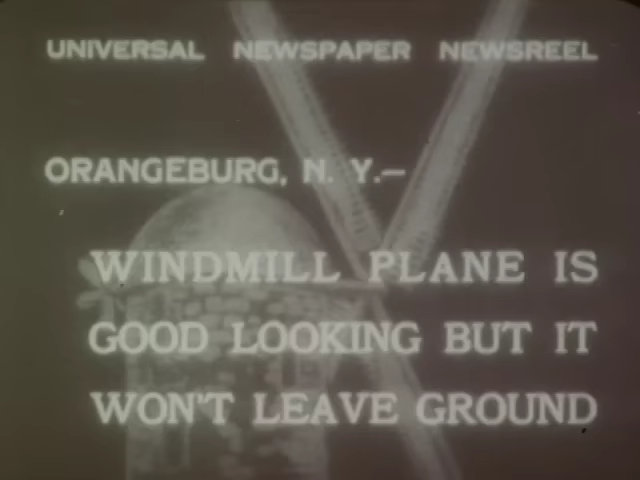 UNIVERSAL NEWSPAPER NEWSREEL
ORANGEBURG, N. Y.—
WINDMILL PLANE IS
GOOD LOOKING BUT IT
WON'T LEAVE GROUND